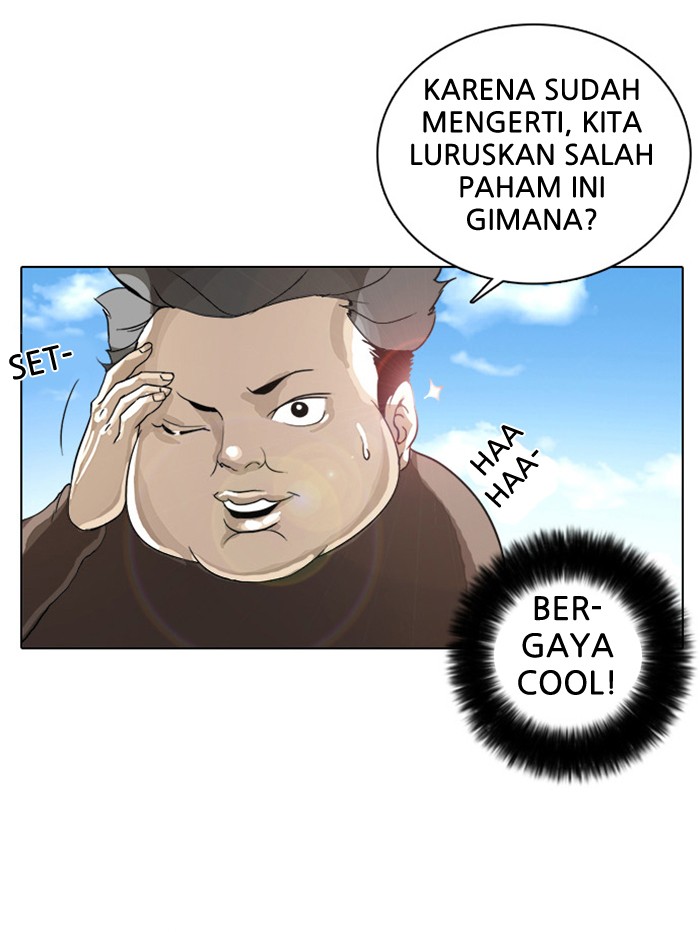 KARENA SUDAH
MENGERTI, KITA
LURUSKAN SALAH
PAHAM INI
GIMANA?
SET-
HAA
HAA-
BER-
GAYA
COOL!